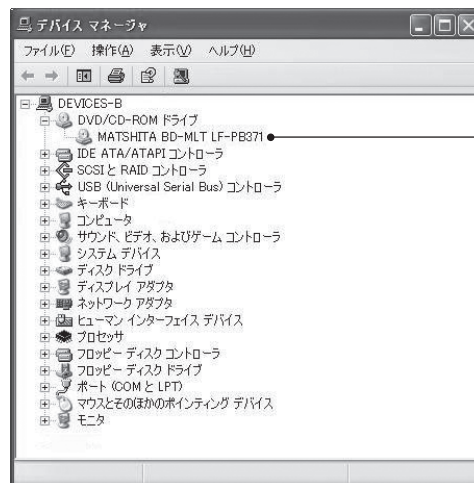 デバイス マネージャ
ファイル(F) 操作(A) 表示(V) ヘルプ(H)
DEVICES-B
DVD/CD-ROM ドライブ
MATSHITA BD-MLT LF-PB371
IDE ATA/ATAPI コントローラ
SCSI と RAID コントローラ
USB (Universal Serial Bus) コントローラ
キーボード
コンピュータ
サウンド、ビデオ、およびゲーム コントローラ
システム デバイス
ディスク ドライブ
ディスプレイ アダプタ
ネットワーク アダプタ
ヒューマン インターフェイス デバイス
プロセッサ
フロッピー ディスク コントローラ
フロッピー ディスク ドライブ
ポート (COM と LPT)
マウスとそのほかのポインティング デバイス
モニタ